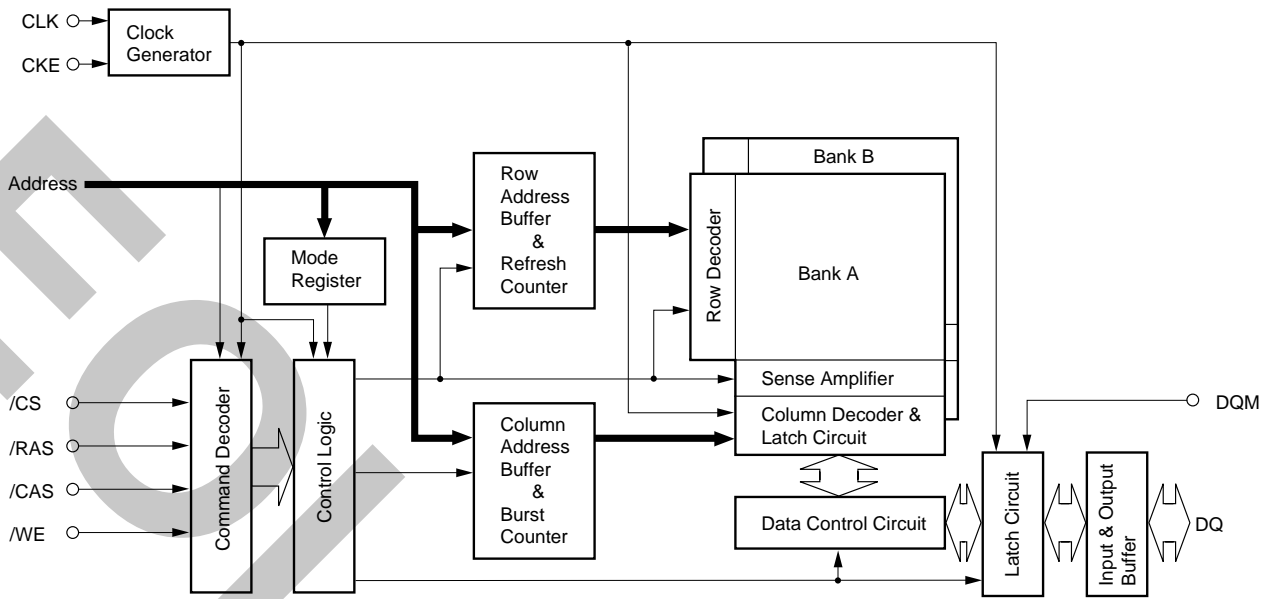 CLK
CKE
Clock
Generator
Address
Mode
Register
Row
Address
Buffer
&
Refresh
Counter
Bank B
Bank A
Row Decoder
Sense Amplifier
Column Decoder &
Latch Circuit
/CS
/RAS
/CAS
/WE
Command Decoder
Control Logic
Column
Address
Buffer
&
Burst
Counter
Data Control Circuit
DQM
Latch Circuit
Input & Output
Buffer
DQ